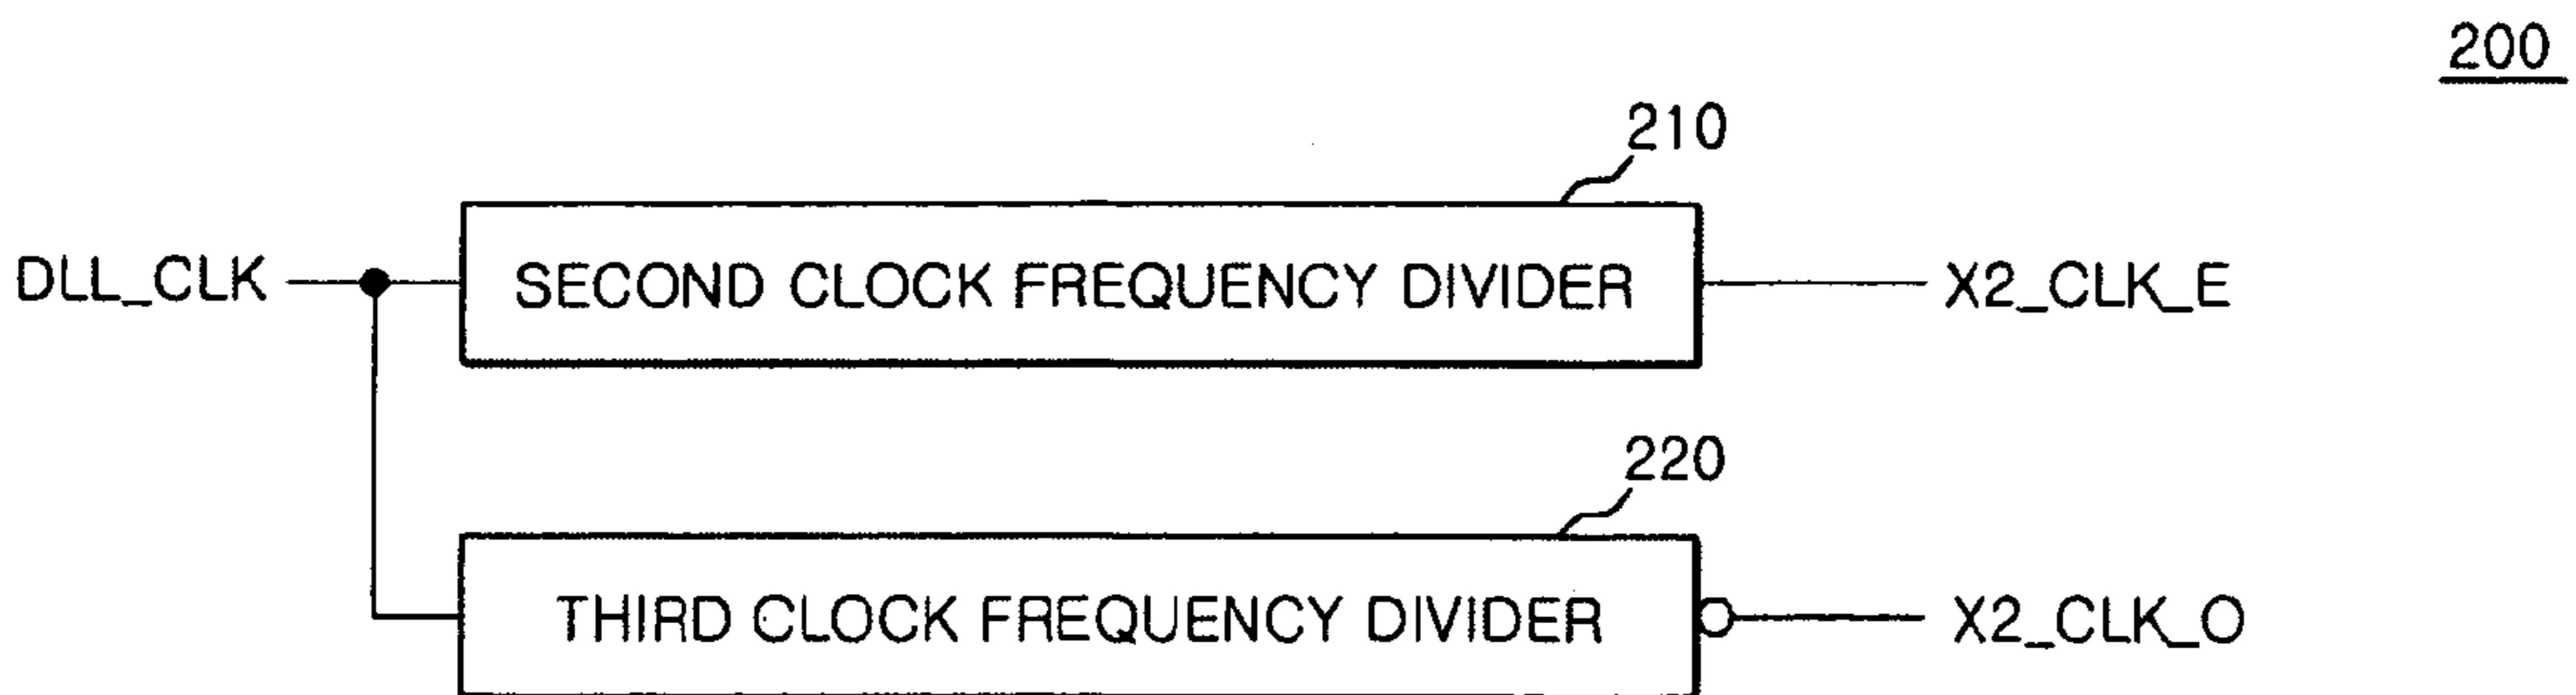 200
210
DLL_CLK
SECOND CLOCK FREQUENCY DIVIDER
X2_CLK_E
220
THIRD CLOCK FREQUENCY DIVIDER
X2_CLK_O